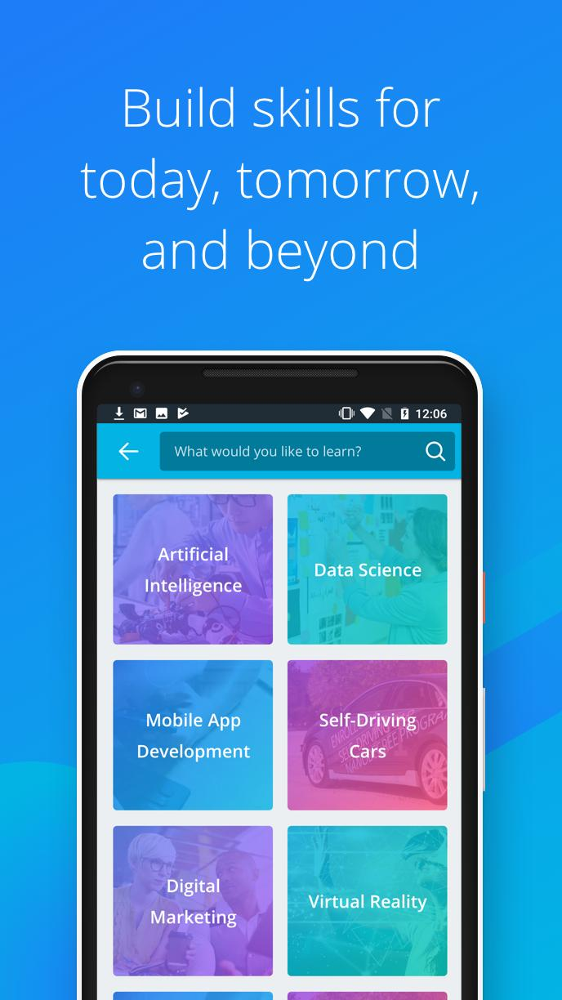 Build skills for
today, tomorrow,
and beyond
12:06
What would you like to learn?
Artificial
Intelligence
Data Science
Mobile App
Development
Self-Driving
Cars
Digital
Marketing
Virtual Reality